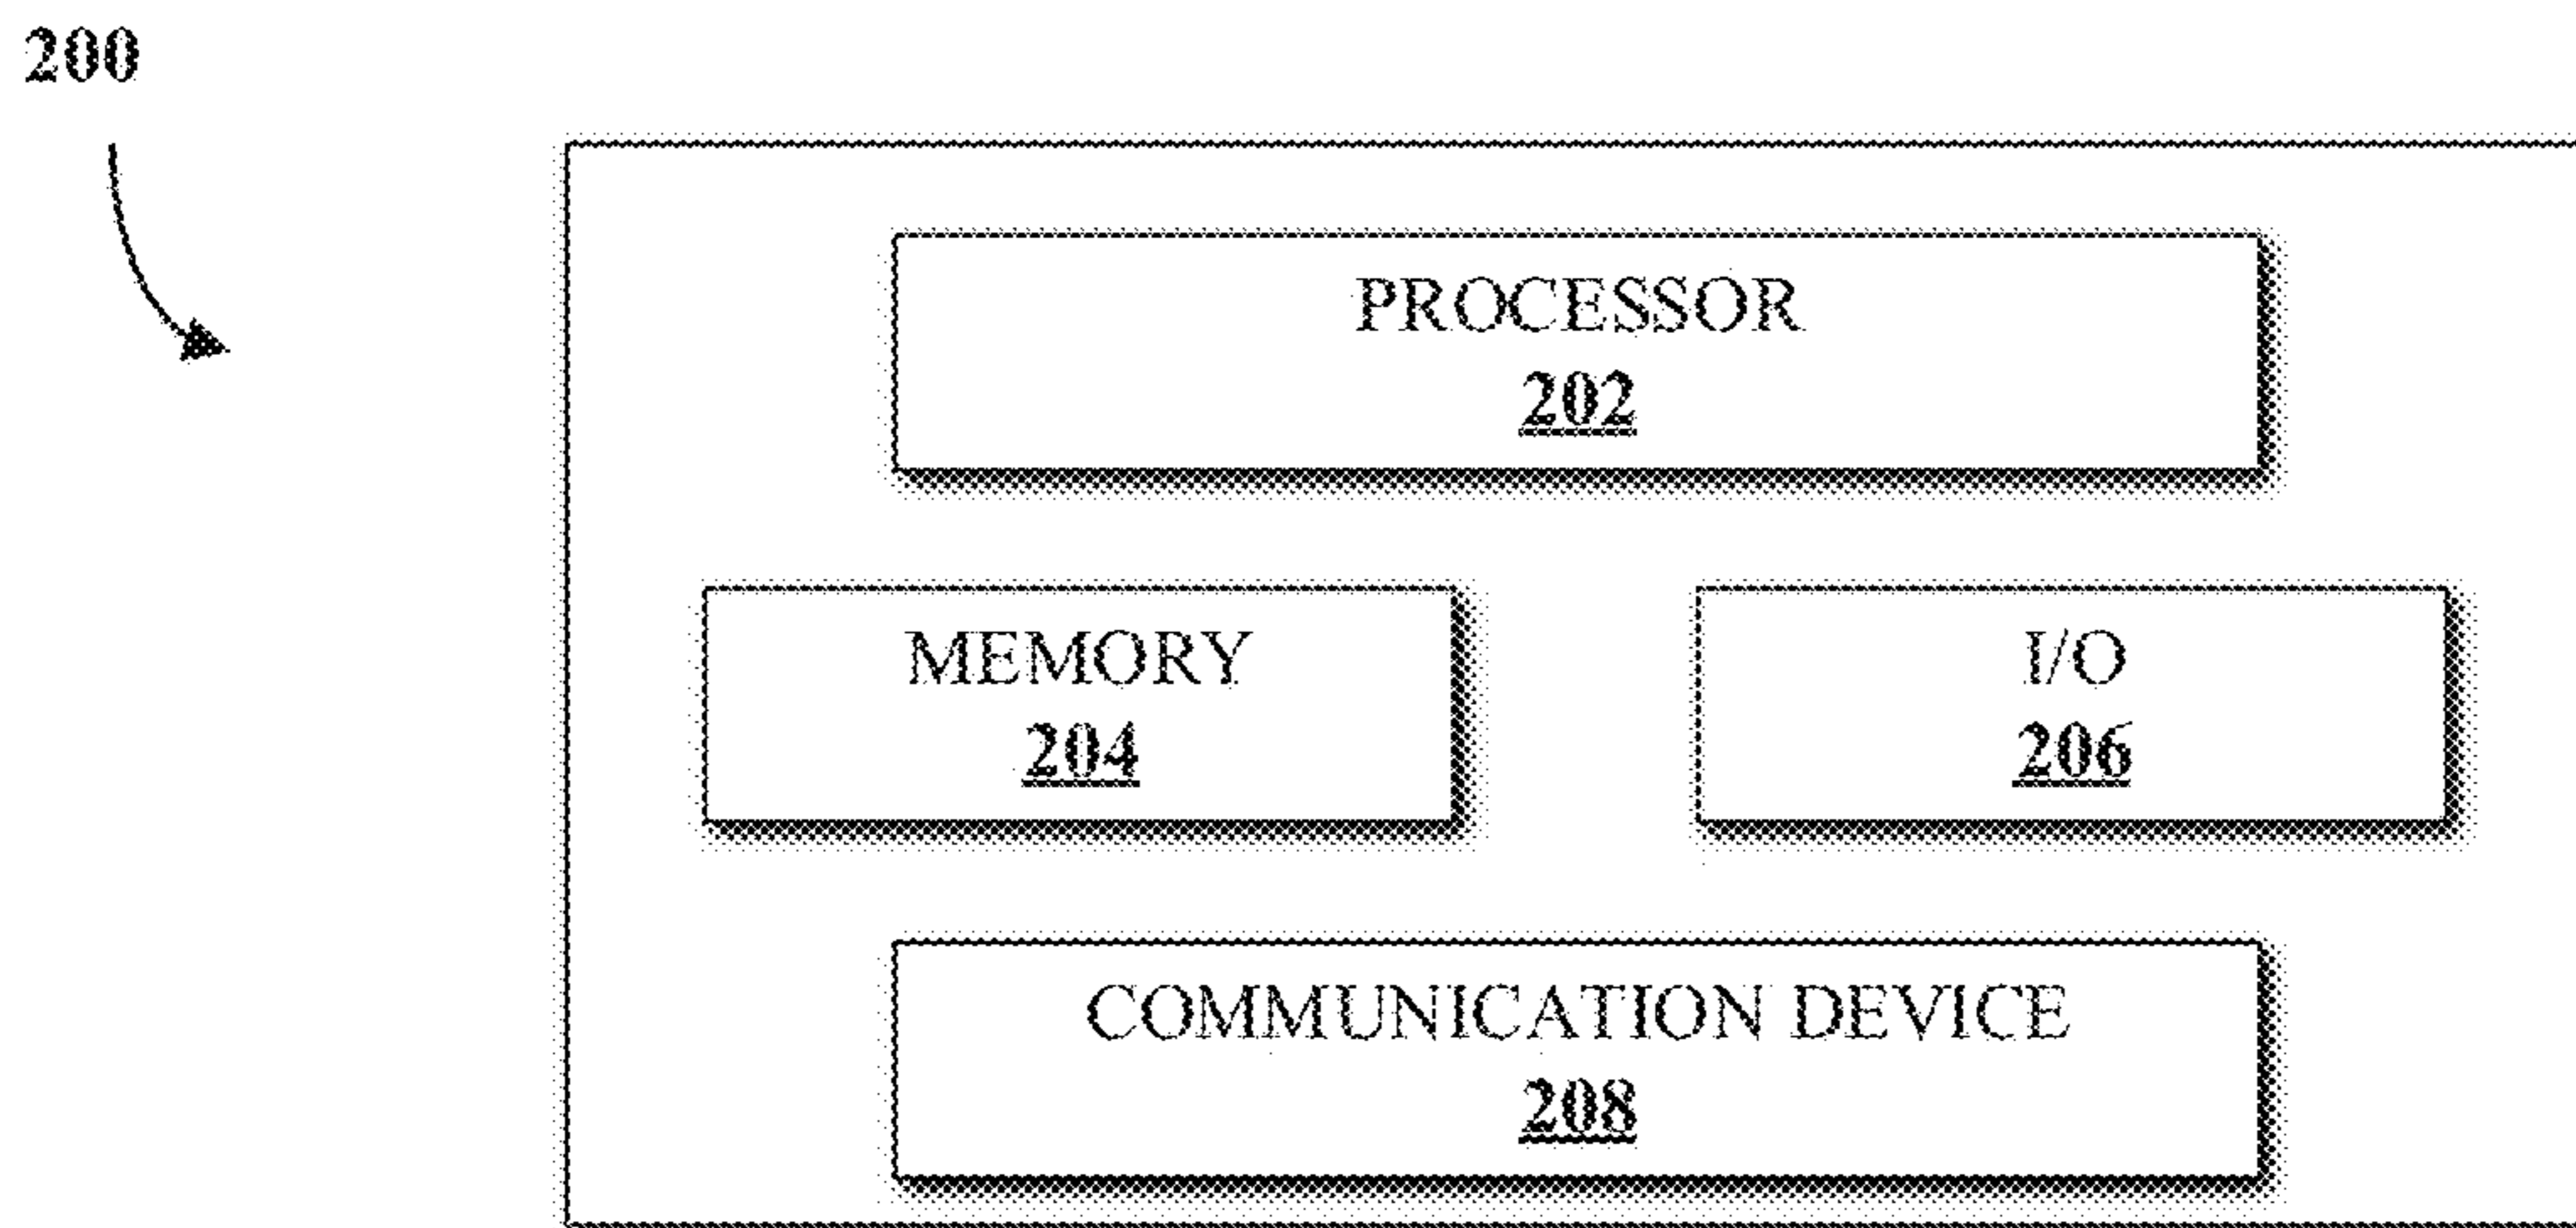 200
PROCESSOR
202
MEMORY
204
I/O
206
COMMUNICATION DEVICE
208